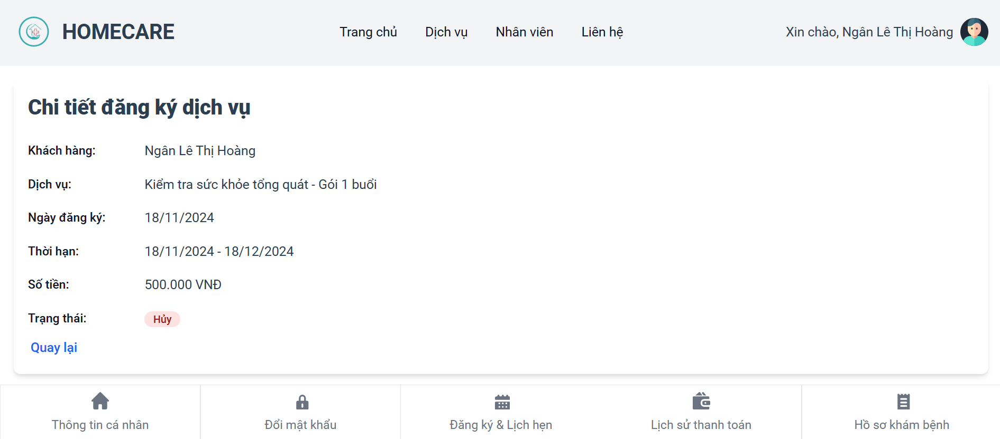 HOMECARE
Trang chủ Dịch vụ Nhân viên Liên hệ
Xin chào, Ngân Lê Thị Hoàng
Chi tiết đăng ký dịch vụ
Khách hàng: Ngân Lê Thị Hoàng
Dịch vụ: Kiểm tra sức khỏe tổng quát - Gói 1 buổi
Ngày đăng ký: 18/11/2024
Thời hạn: 18/11/2024 - 18/12/2024
Số tiền: 500.000 VNĐ
Trạng thái: Hủy
Quay lại
Thông tin cá nhân Đổi mật khẩu Đăng ký & Lịch hẹn Lịch sử thanh toán Hồ sơ khám bệnh